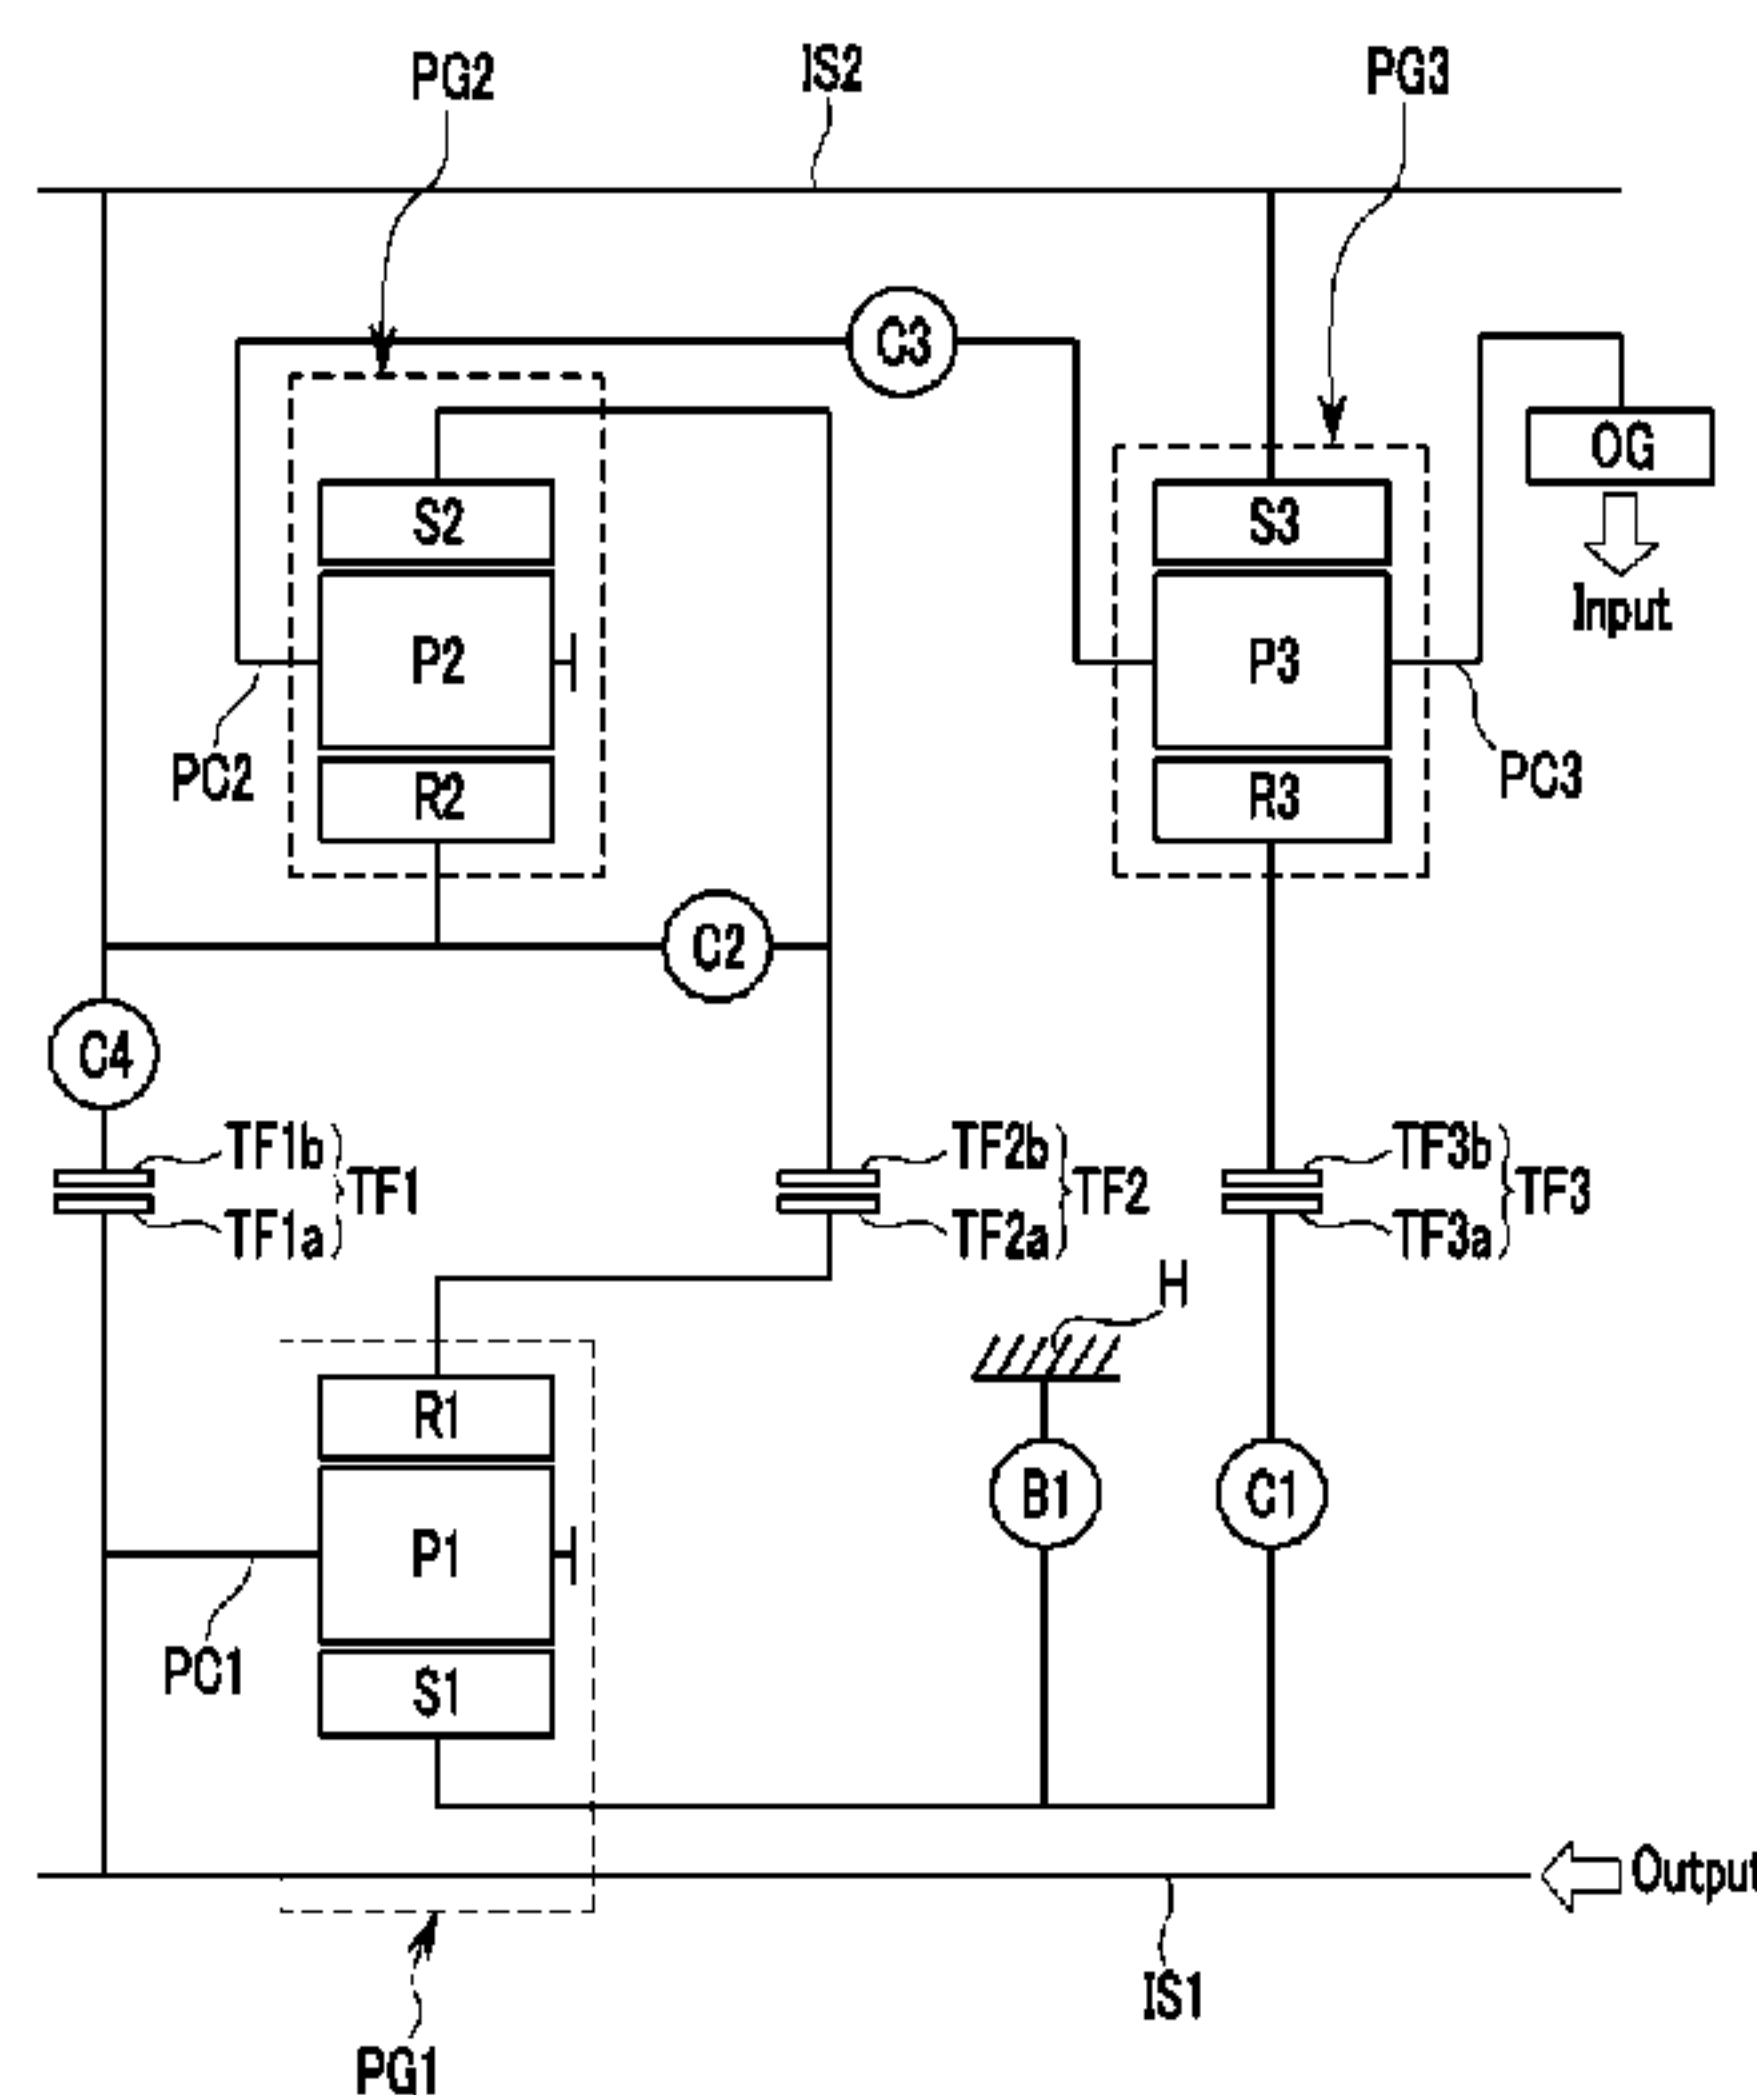 PG2 IS2 PG3
C3
OG
S2 S3
Input
P2 P3
PC2 PC3
R2 R3
C2
C4
TF1b TF2b TF3b
TF1 TF2 TF3
TF1a TF2a TF3a
H
R1
B1 C1
P1
PC1
S1
Output
IS1
PG1